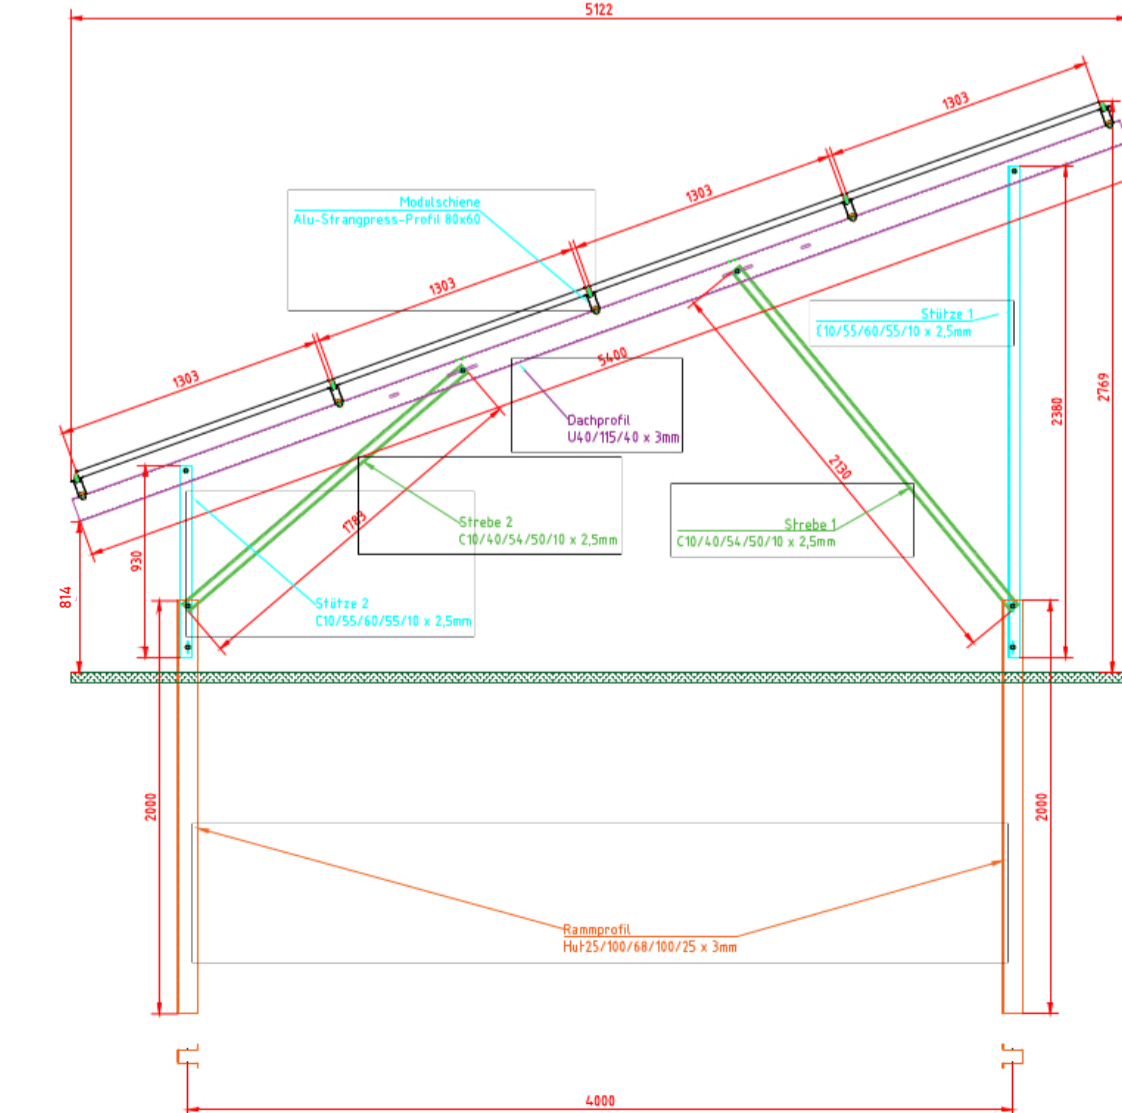 5122
1303
1303
1303
1303
Modulschiene
Alu-Strangpress-Profil 80x60
Stütze 1
C10/55/60/55/10 x 2,5mm
5400
2769
2380
Dachprofil
U40/115/40 x 3mm
2130
1783
Strebe 2
C10/40/54/50/10 x 2,5mm
Strebe 1
C10/40/54/50/10 x 2,5mm
930
814
Stütze 2
C10/55/60/55/10 x 2,5mm
2000
2000
Rammprofil
Hut25/100/68/100/25 x 3mm
4000